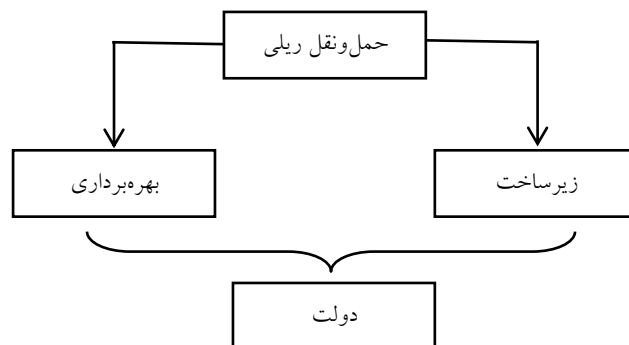 حمل‌ونقل ریلی
زیرساخت
بهره‌برداری
دولت